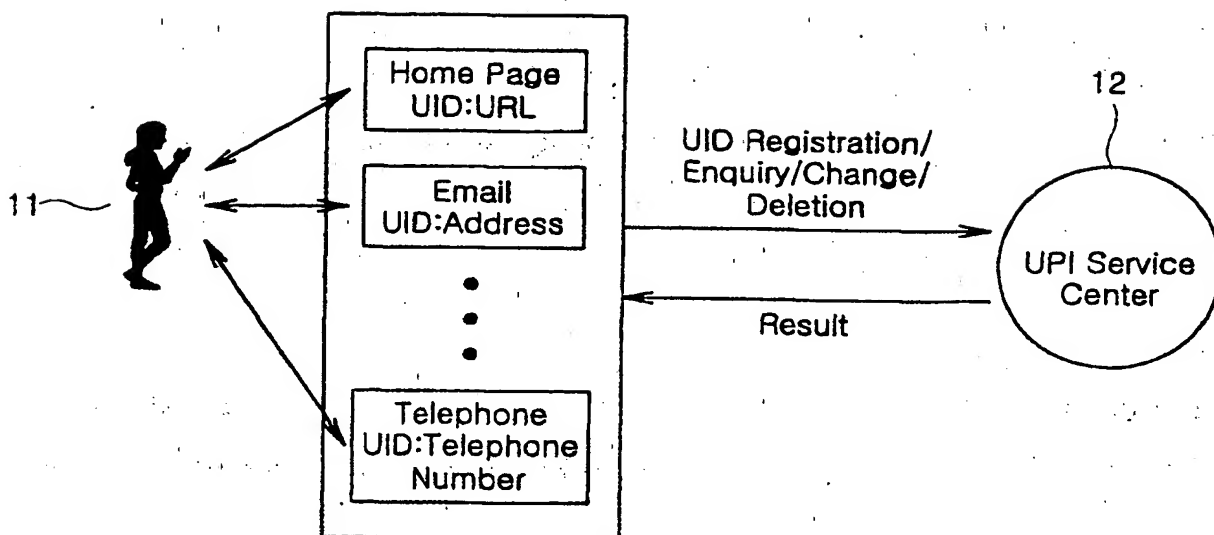 11
Home Page
UID:URL
Email
UID:Address
Telephone
UID:Telephone
Number
UID Registration/
Enquiry/Change/
Deletion
Result
12
UPI Service
Center